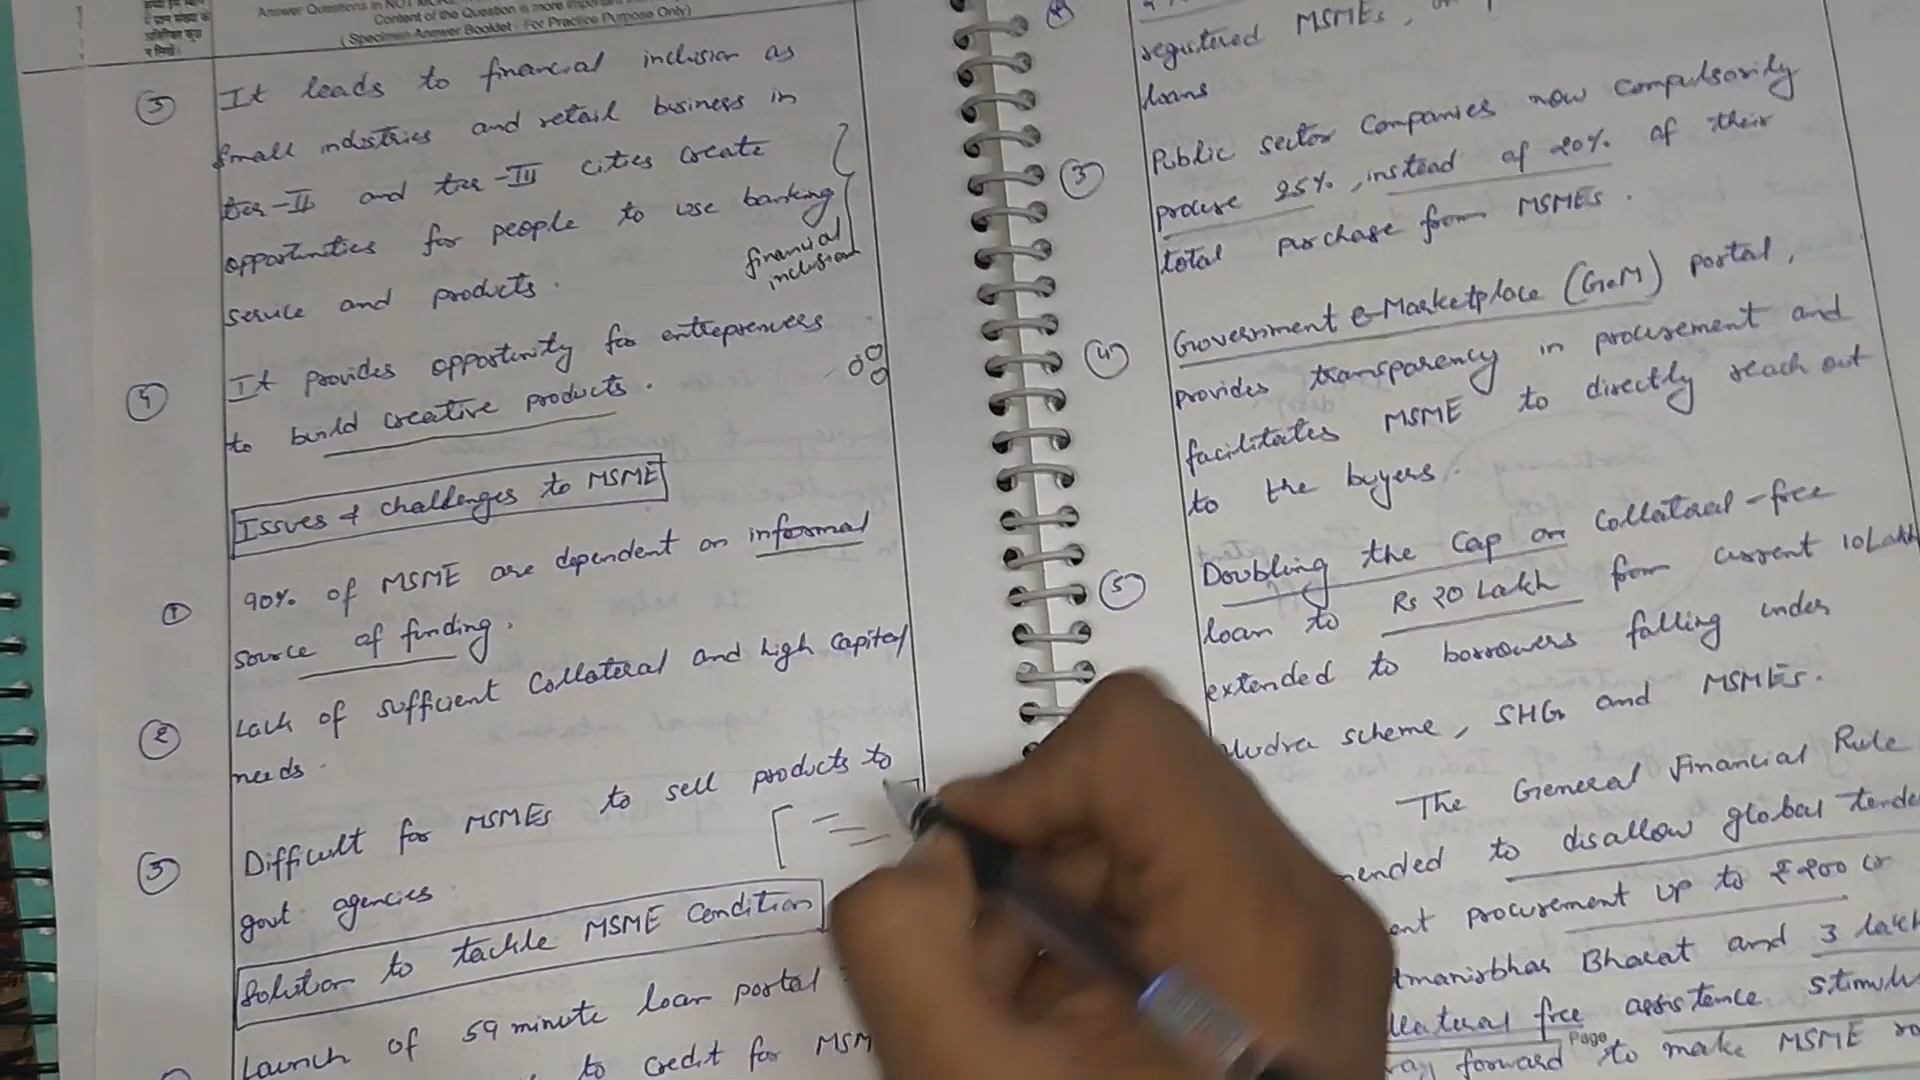 Answer Questions in NOT MORE
Content of the Question is more important
(Specimen Answer Booklet - For Practice Purpose Only)
③ It leads to financial inclusion as
small industries and retail business in
tier-II and tier-III cities create
opportunities for people to use banking
service and products.
financial
inclusion
④ It provides opportunity for entreprenuers
to build creative products.
Issues & challenges to MSME
① 90% of MSME are dependent on informal
source of funding.
② Lack of sufficient Collateral and high Capital
needs.
③ Difficult for MSMEs to sell products to
govt agencies
Solution to tackle MSME Condition
Launch of 59 minute loan portal
to credit for MSM
registered MSMEs,
loans
③ Public sector Companies now Compulsorily
procure 25%, instead of 20% of their
total purchase from MSMEs.
④ Government e-Marketplace (GeM) portal,
provides transparency in procurement and
facilitates MSME to directly reach out
to the buyers.
⑤ Doubling the Cap on Collateral-free
loan to Rs 20 Lakh from current 10 Lakh
extended to borrowers falling under
Mudra scheme, SHG and MSMEs.
The General Financial Rule
ended to disallow global tende
ent procurement up to ₹200 cr
tmanirbhar Bharat and 3 lakh
llateral free assistence stimulu
forward to make MSME
Page